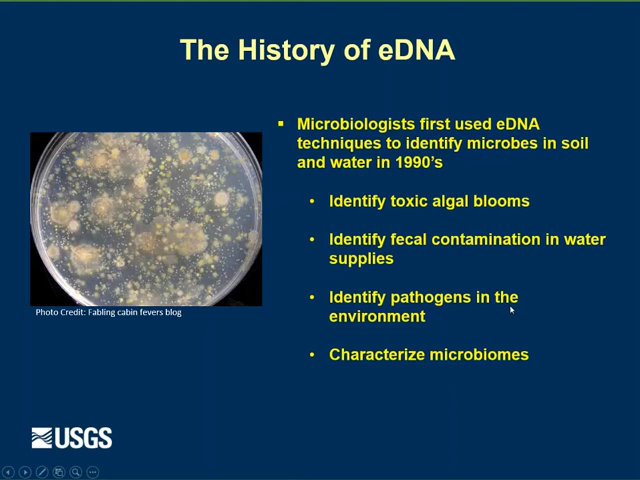 The History of eDNA
Microbiologists first used eDNA
techniques to identify microbes in soil
and water in 1990's
Identify toxic algal blooms
Identify fecal contamination in water
supplies
Identify pathogens in the
environment
Characterize microbiomes
Photo Credit: Fabling cabin fevers blog
USGS